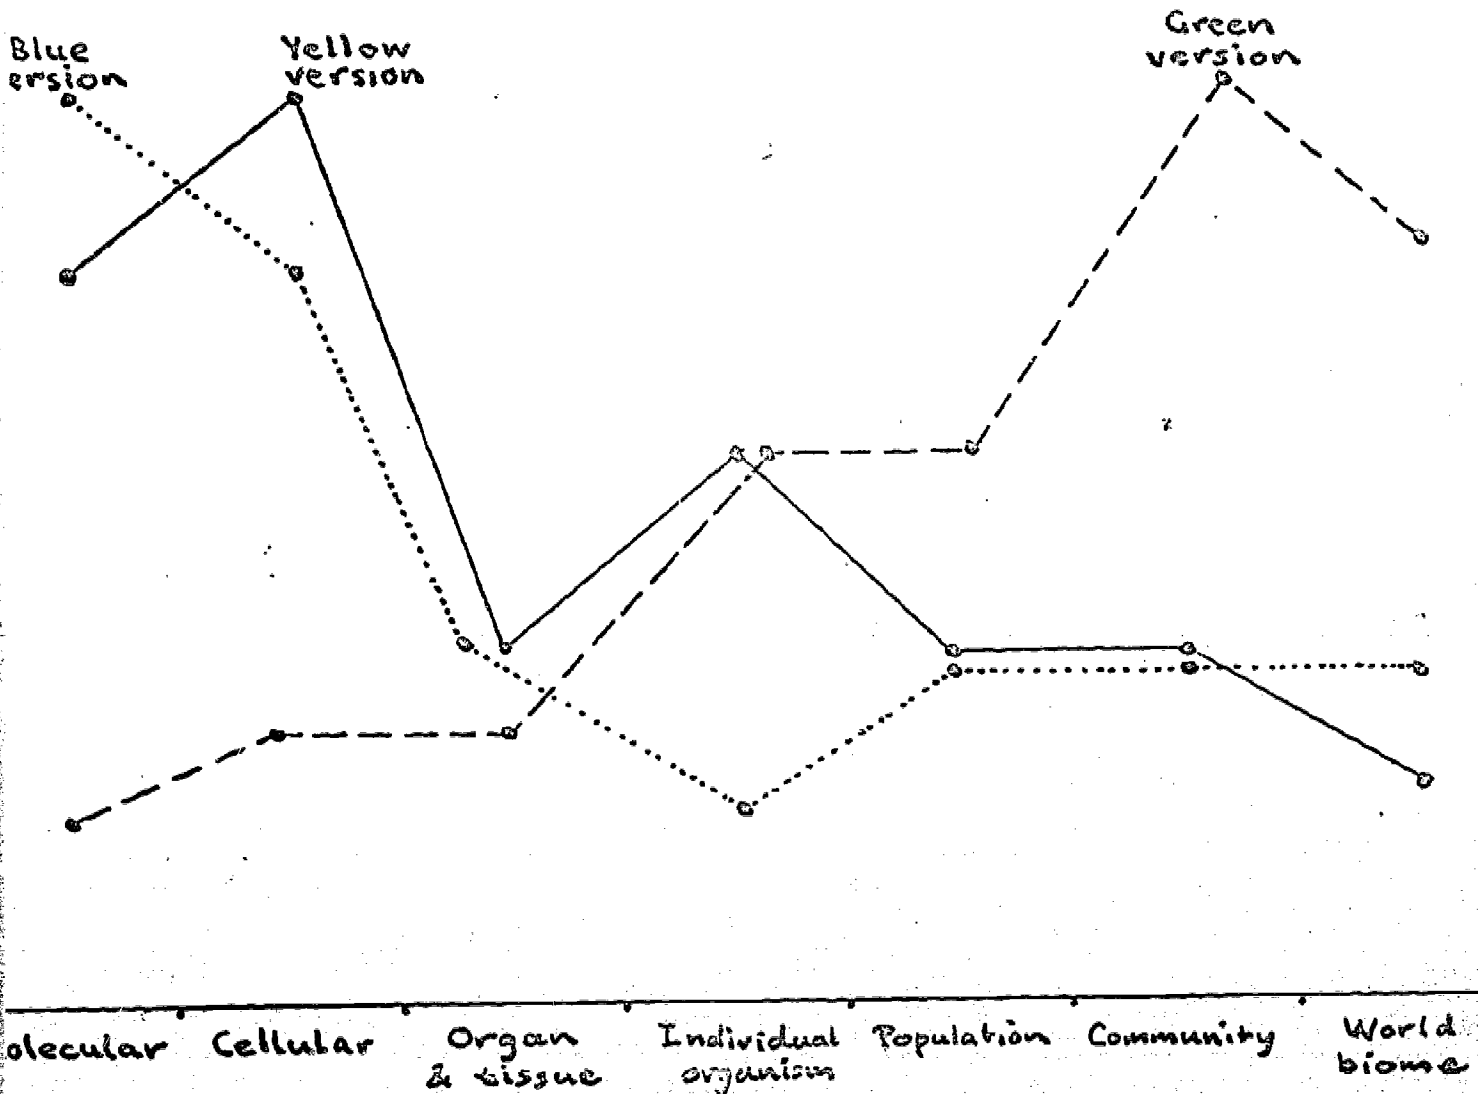 Blue
ersion
Yellow
version
Green
version
olecular
Cellular
Organ
& tissue
Individual
organism
Population
Community
World
biome